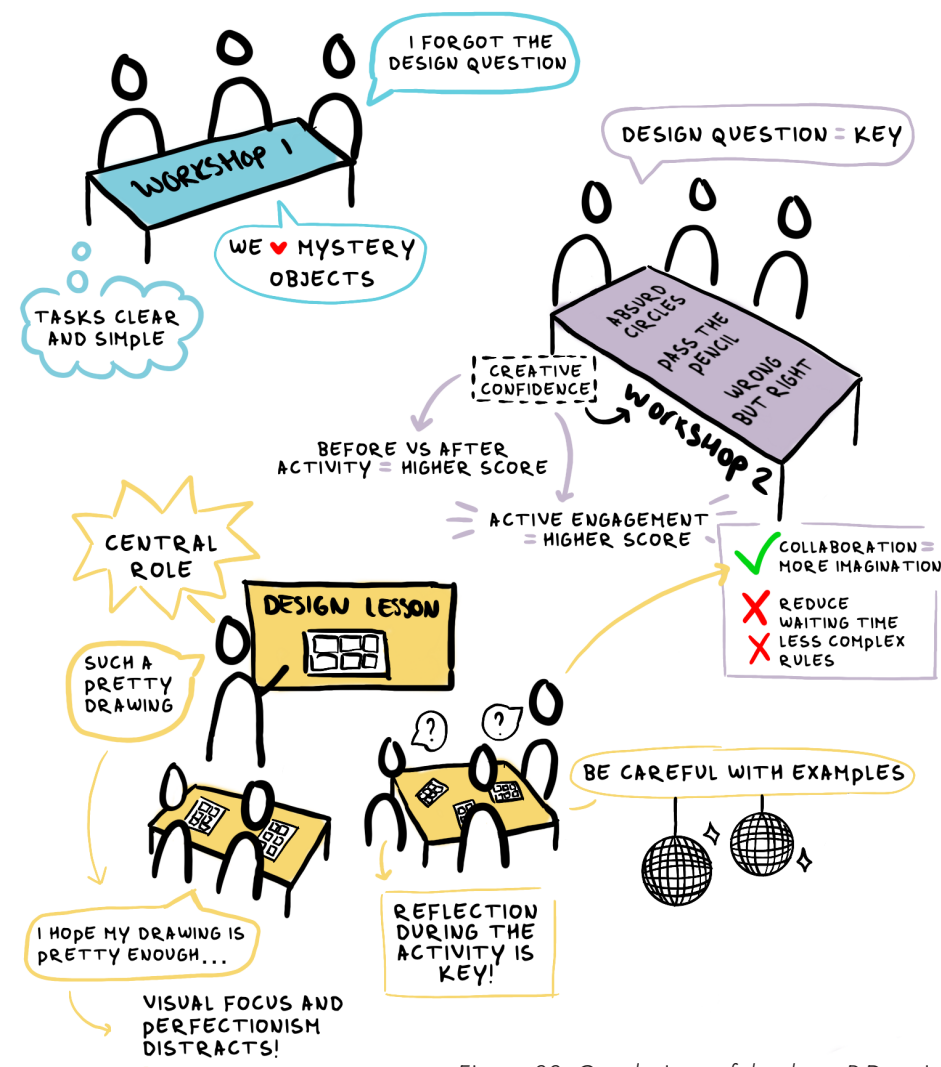 I FORGOT THE
DESIGN QUESTION
WORKSHOP 1
WE ♥ MYSTERY
OBJECTS
TASKS CLEAR
AND SIMPLE
DESIGN QUESTION = KEY
ABSURD
CIRCLES
PASS THE
PENCIL
WRONG
BUT RIGHT
WORKSHOP 2
CREATIVE
CONFIDENCE
BEFORE VS AFTER
ACTIVITY = HIGHER SCORE
ACTIVE ENGAGEMENT
= HIGHER SCORE
COLLABORATION =
MORE IMAGINATION
REDUCE
WAITING TIME
LESS COMPLEX
RULES
CENTRAL
ROLE
DESIGN LESSON
SUCH A
PRETTY
DRAWING
?
?
BE CAREFUL WITH EXAMPLES
I HOPE MY DRAWING IS
PRETTY ENOUGH...
REFLECTION
DURING THE
ACTIVITY IS
KEY!
VISUAL FOCUS AND
PERFECTIONISM
DISTRACTS!